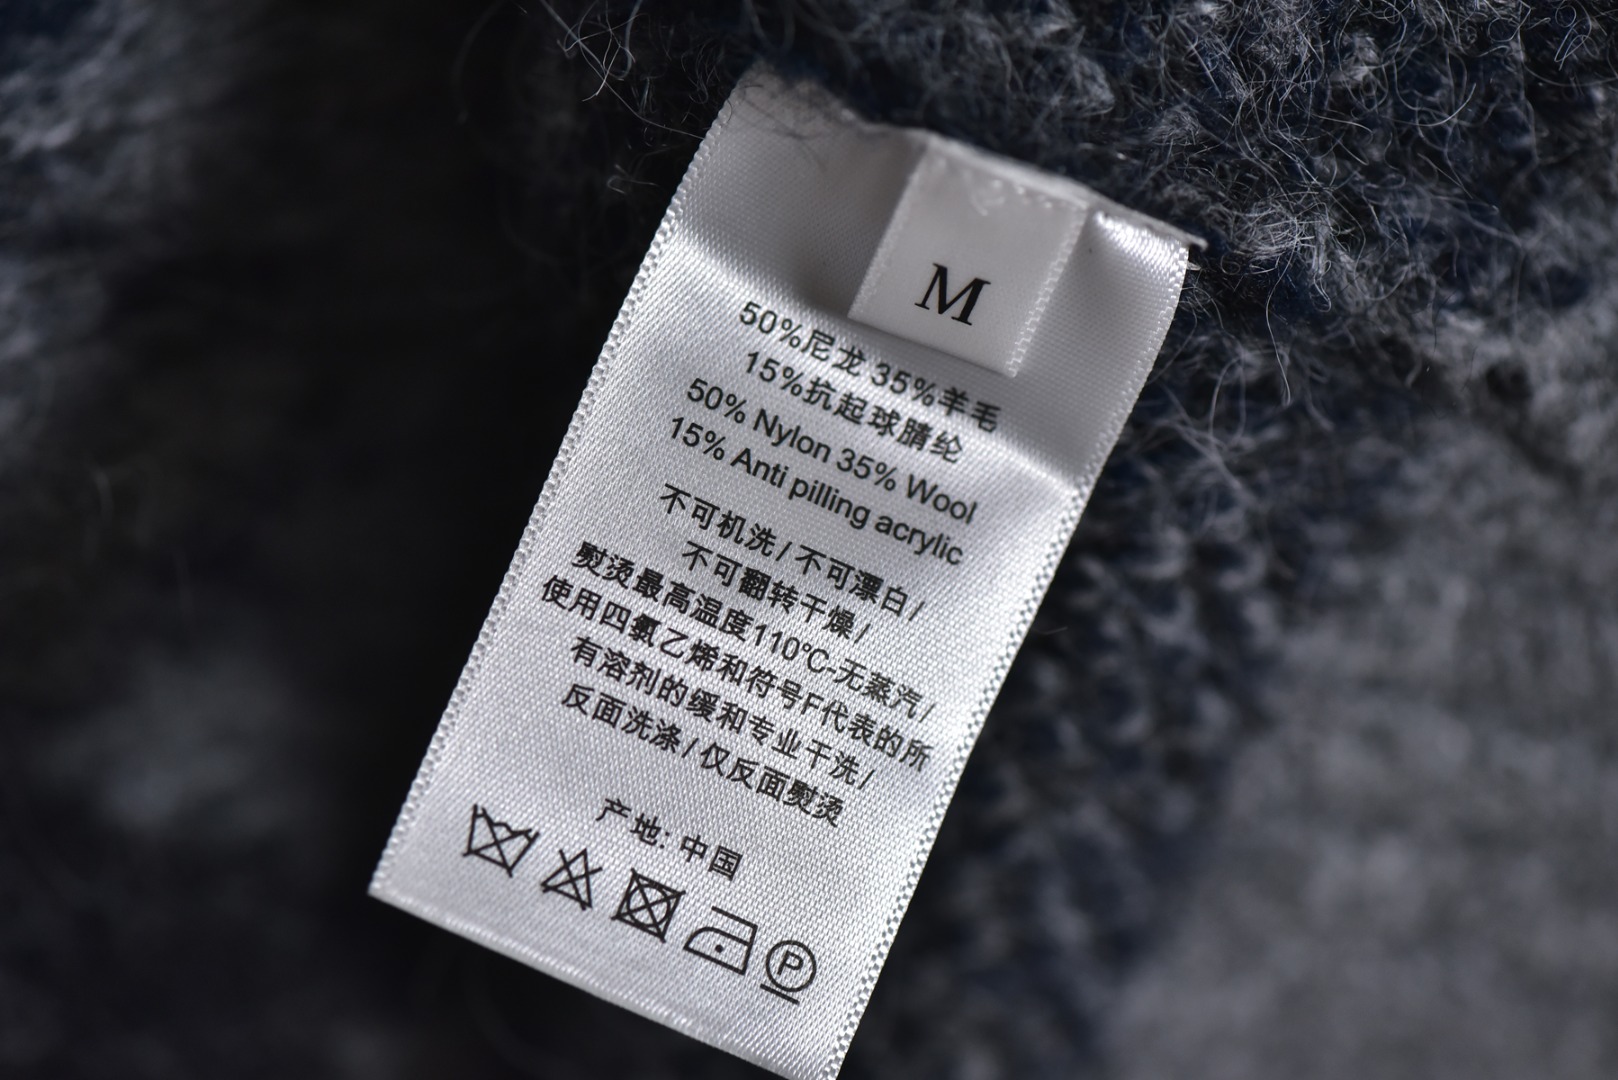 M
50%尼龙 35%羊毛
15%抗起球腈纶
50% Nylon 35% Wool
15% Anti pilling acrylic
不可机洗/不可漂白/
不可翻转干燥/
熨烫最高温度110℃-无蒸汽/
使用四氯乙烯和符号F代表的所
有溶剂的缓和专业干洗/
反面洗涤/仅反面熨烫
产地: 中国
P